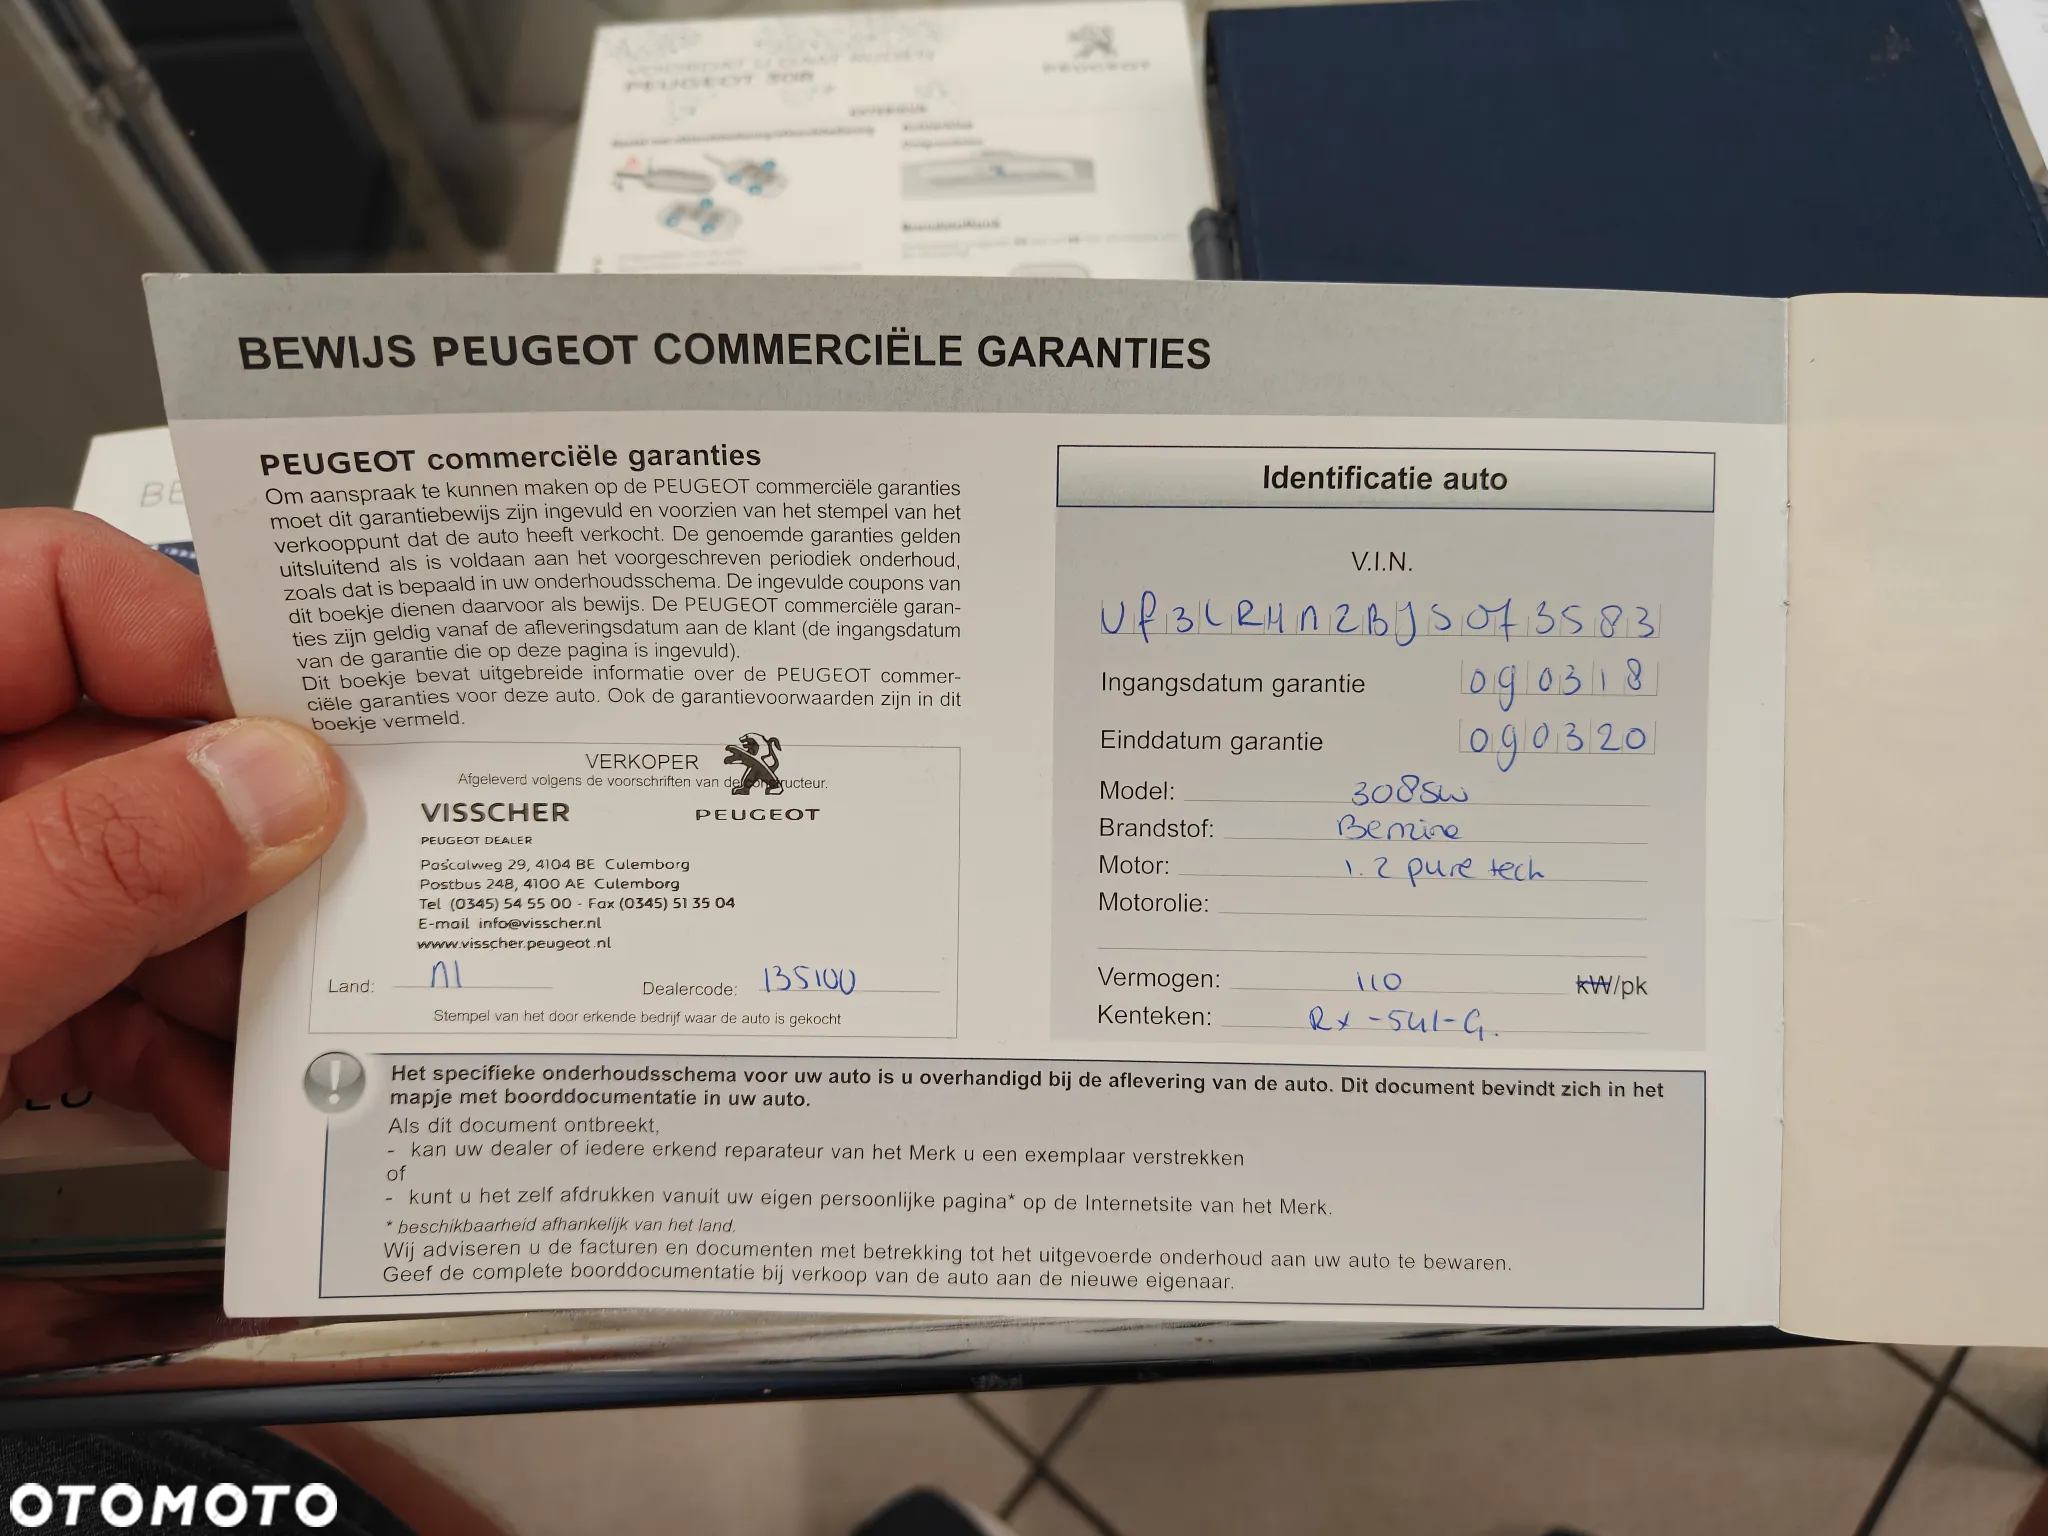 PEUGEOT 308
PEUGEOT
BEWIJS PEUGEOT COMMERCIËLE GARANTIES
PEUGEOT commerciële garanties
Om aanspraak te kunnen maken op de PEUGEOT commerciële garanties
moet dit garantiebewijs zijn ingevuld en voorzien van het stempel van het
verkooppunt dat de auto heeft verkocht. De genoemde garanties gelden
uitsluitend als is voldaan aan het voorgeschreven periodiek onderhoud,
zoals dat is bepaald in uw onderhoudsschema. De ingevulde coupons van
dit boekje dienen daarvoor als bewijs. De PEUGEOT commerciële garan-
ties zijn geldig vanaf de afleveringsdatum aan de klant (de ingangsdatum
van de garantie die op deze pagina is ingevuld).
Dit boekje bevat uitgebreide informatie over de PEUGEOT commer-
ciële garanties voor deze auto. Ook de garantievoorwaarden zijn in dit
boekje vermeld.
VERKOPER
Afgeleverd volgens de voorschriften van de constructeur.
VISSCHER
PEUGEOT
PEUGEOT DEALER
Pascalweg 29, 4104 BE Culemborg
Postbus 248, 4100 AE Culemborg
Tel (0345) 54 55 00 - Fax (0345) 51 35 04
E-mail info@visscher.nl
www.visscher.peugeot.nl
Land: nl Dealercode: 135100
Stempel van het door erkende bedrijf waar de auto is gekocht
Identificatie auto
V.I.N.
Vf3LRHNZBJS073583
Ingangsdatum garantie 090318
Einddatum garantie 090320
Model: 308SW
Brandstof: Benzine
Motor: 1.2 pure tech
Motorolie:
Vermogen: 110 kW/pk
Kenteken: Rx-541-G.
Het specifieke onderhoudsschema voor uw auto is u overhandigd bij de aflevering van de auto. Dit document bevindt zich in het
mapje met boorddocumentatie in uw auto.
Als dit document ontbreekt,
- kan uw dealer of iedere erkend reparateur van het Merk u een exemplaar verstrekken
of
- kunt u het zelf afdrukken vanuit uw eigen persoonlijke pagina* op de Internetsite van het Merk.
* beschikbaarheid afhankelijk van het land.
Wij adviseren u de facturen en documenten met betrekking tot het uitgevoerde onderhoud aan uw auto te bewaren.
Geef de complete boorddocumentatie bij verkoop van de auto aan de nieuwe eigenaar.
OTOMOTO